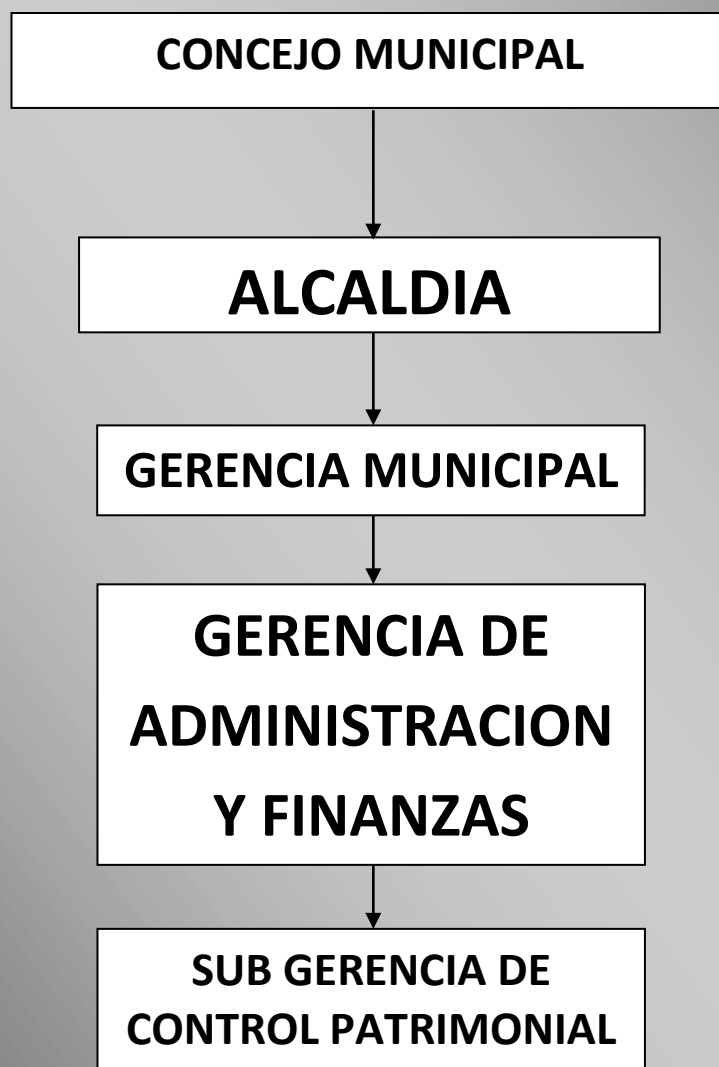 CONCEJO MUNICIPAL
ALCALDIA
GERENCIA MUNICIPAL
GERENCIA DE
ADMINISTRACION
Y FINANZAS
SUB GERENCIA DE
CONTROL PATRIMONIAL